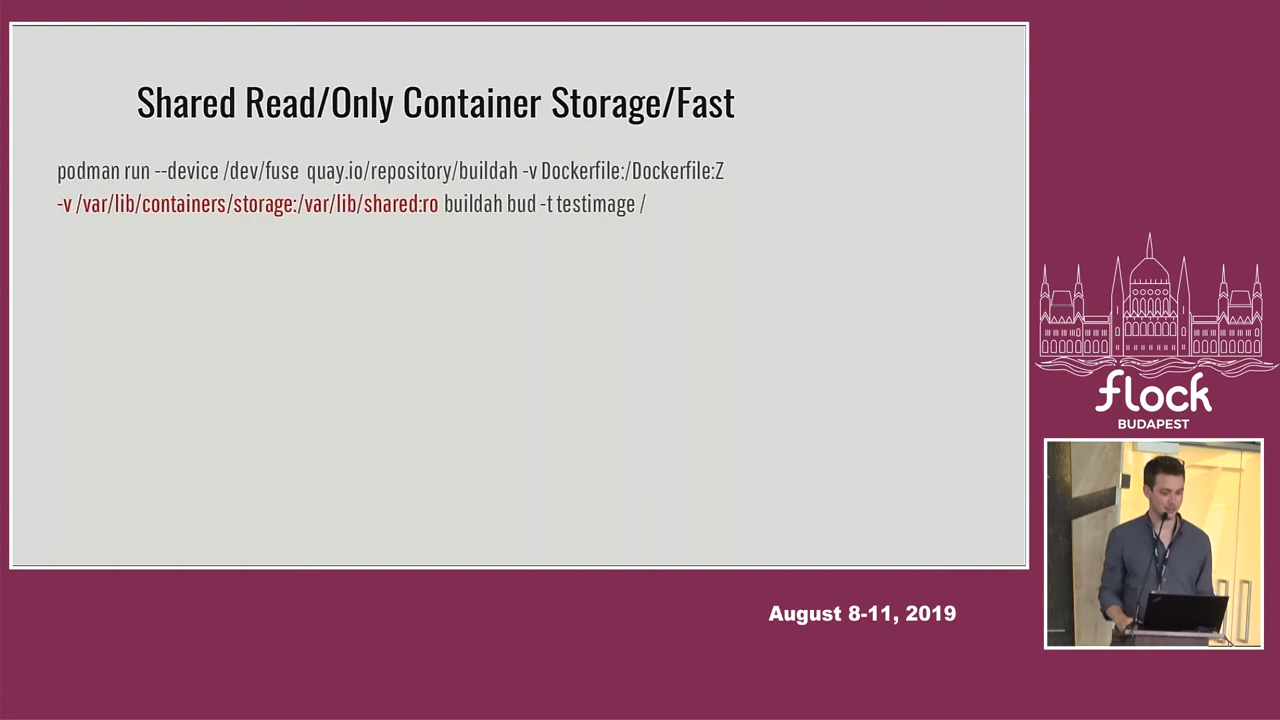 Shared Read/Only Container Storage/Fast
podman run --device /dev/fuse quay.io/repository/buildah -v Dockerfile:/Dockerfile:Z
-v /var/lib/containers/storage:/var/lib/shared:ro buildah bud -t testimage /
flock
BUDAPEST
August 8-11, 2019